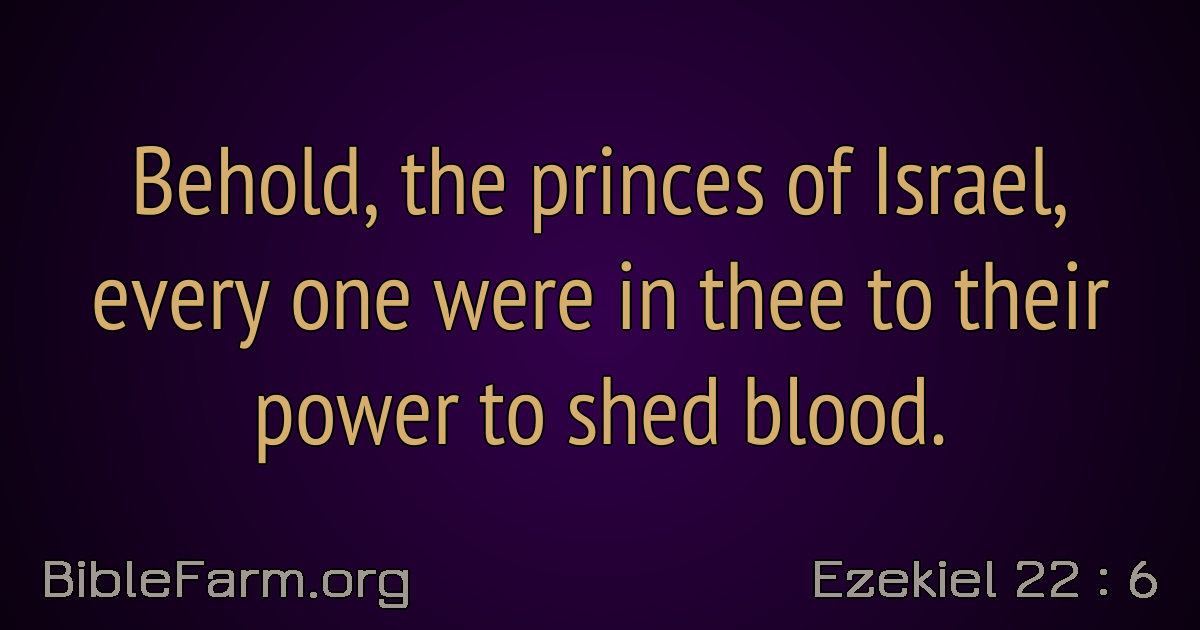 Behold, the princes of Israel,
every one were in thee to their
power to shed blood.
BibleFarm.org
Ezekiel 22 : 6